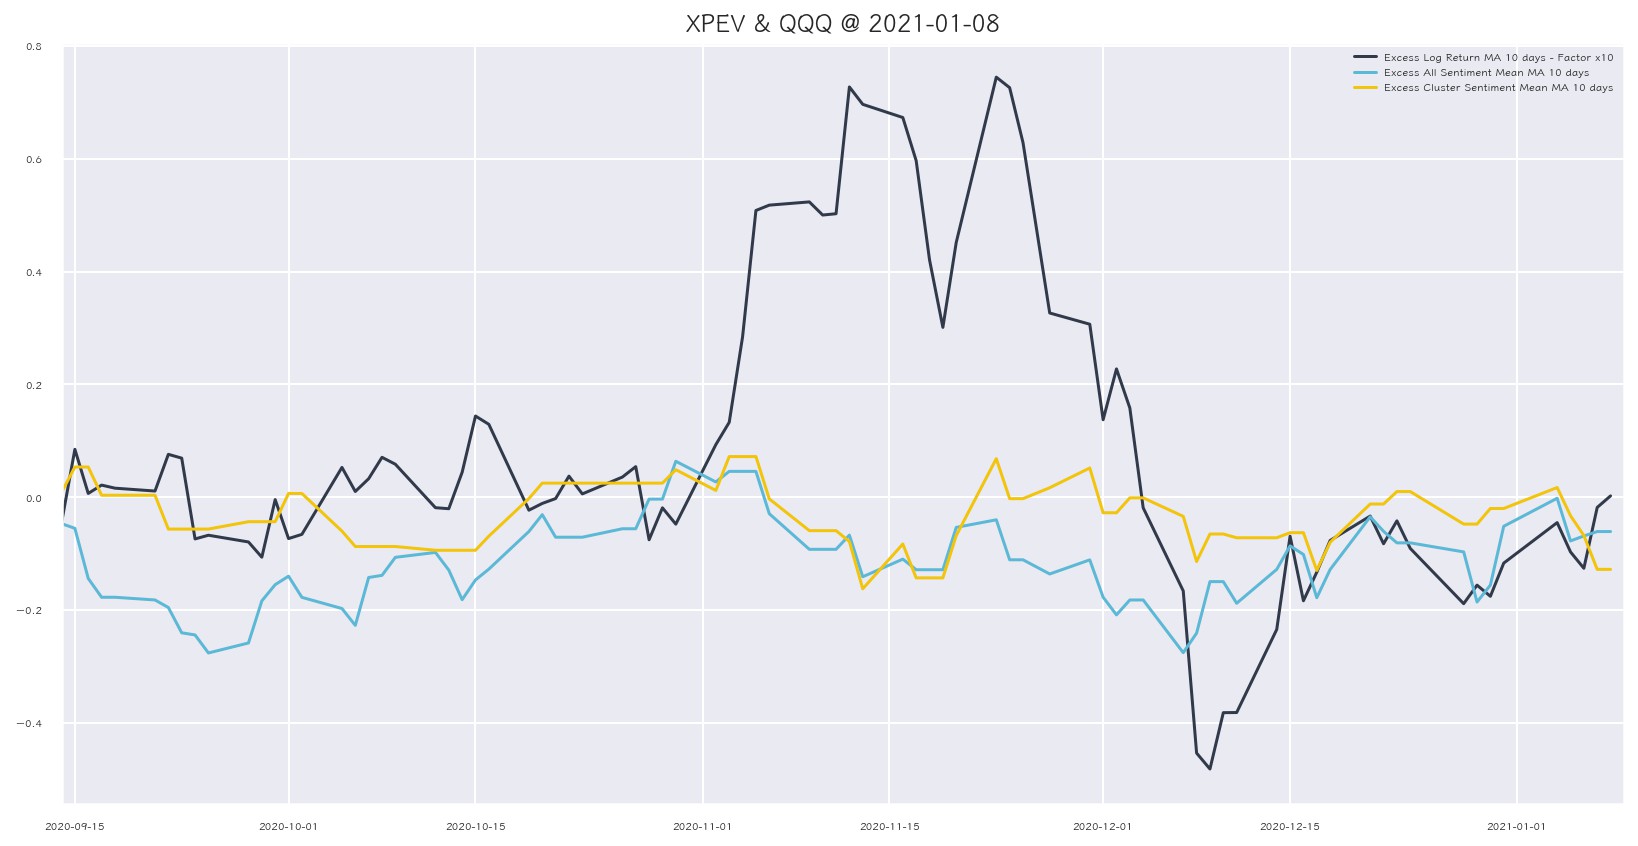 XPEV & QQQ @ 2021-01-08
Excess Log Return MA 10 days - Factor x10
Excess All Sentiment Mean MA 10 days
Excess Cluster Sentiment Mean MA 10 days
0.8
0.6
0.4
0.2
0.0
−0.2
−0.4
2020-09-15 2020-10-01 2020-10-15 2020-11-01 2020-11-15 2020-12-01 2020-12-15 2021-01-01